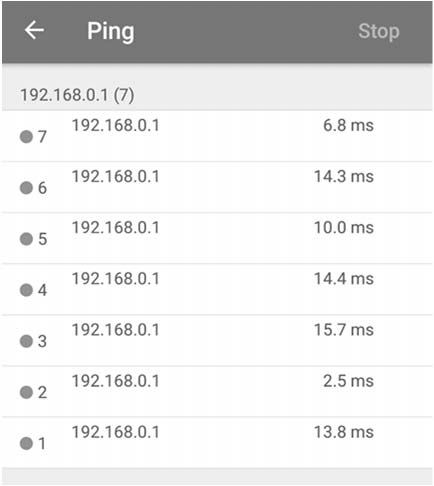 Ping Stop
192.168.0.1 (7)
7 192.168.0.1 6.8 ms
6 192.168.0.1 14.3 ms
5 192.168.0.1 10.0 ms
4 192.168.0.1 14.4 ms
3 192.168.0.1 15.7 ms
2 192.168.0.1 2.5 ms
1 192.168.0.1 13.8 ms